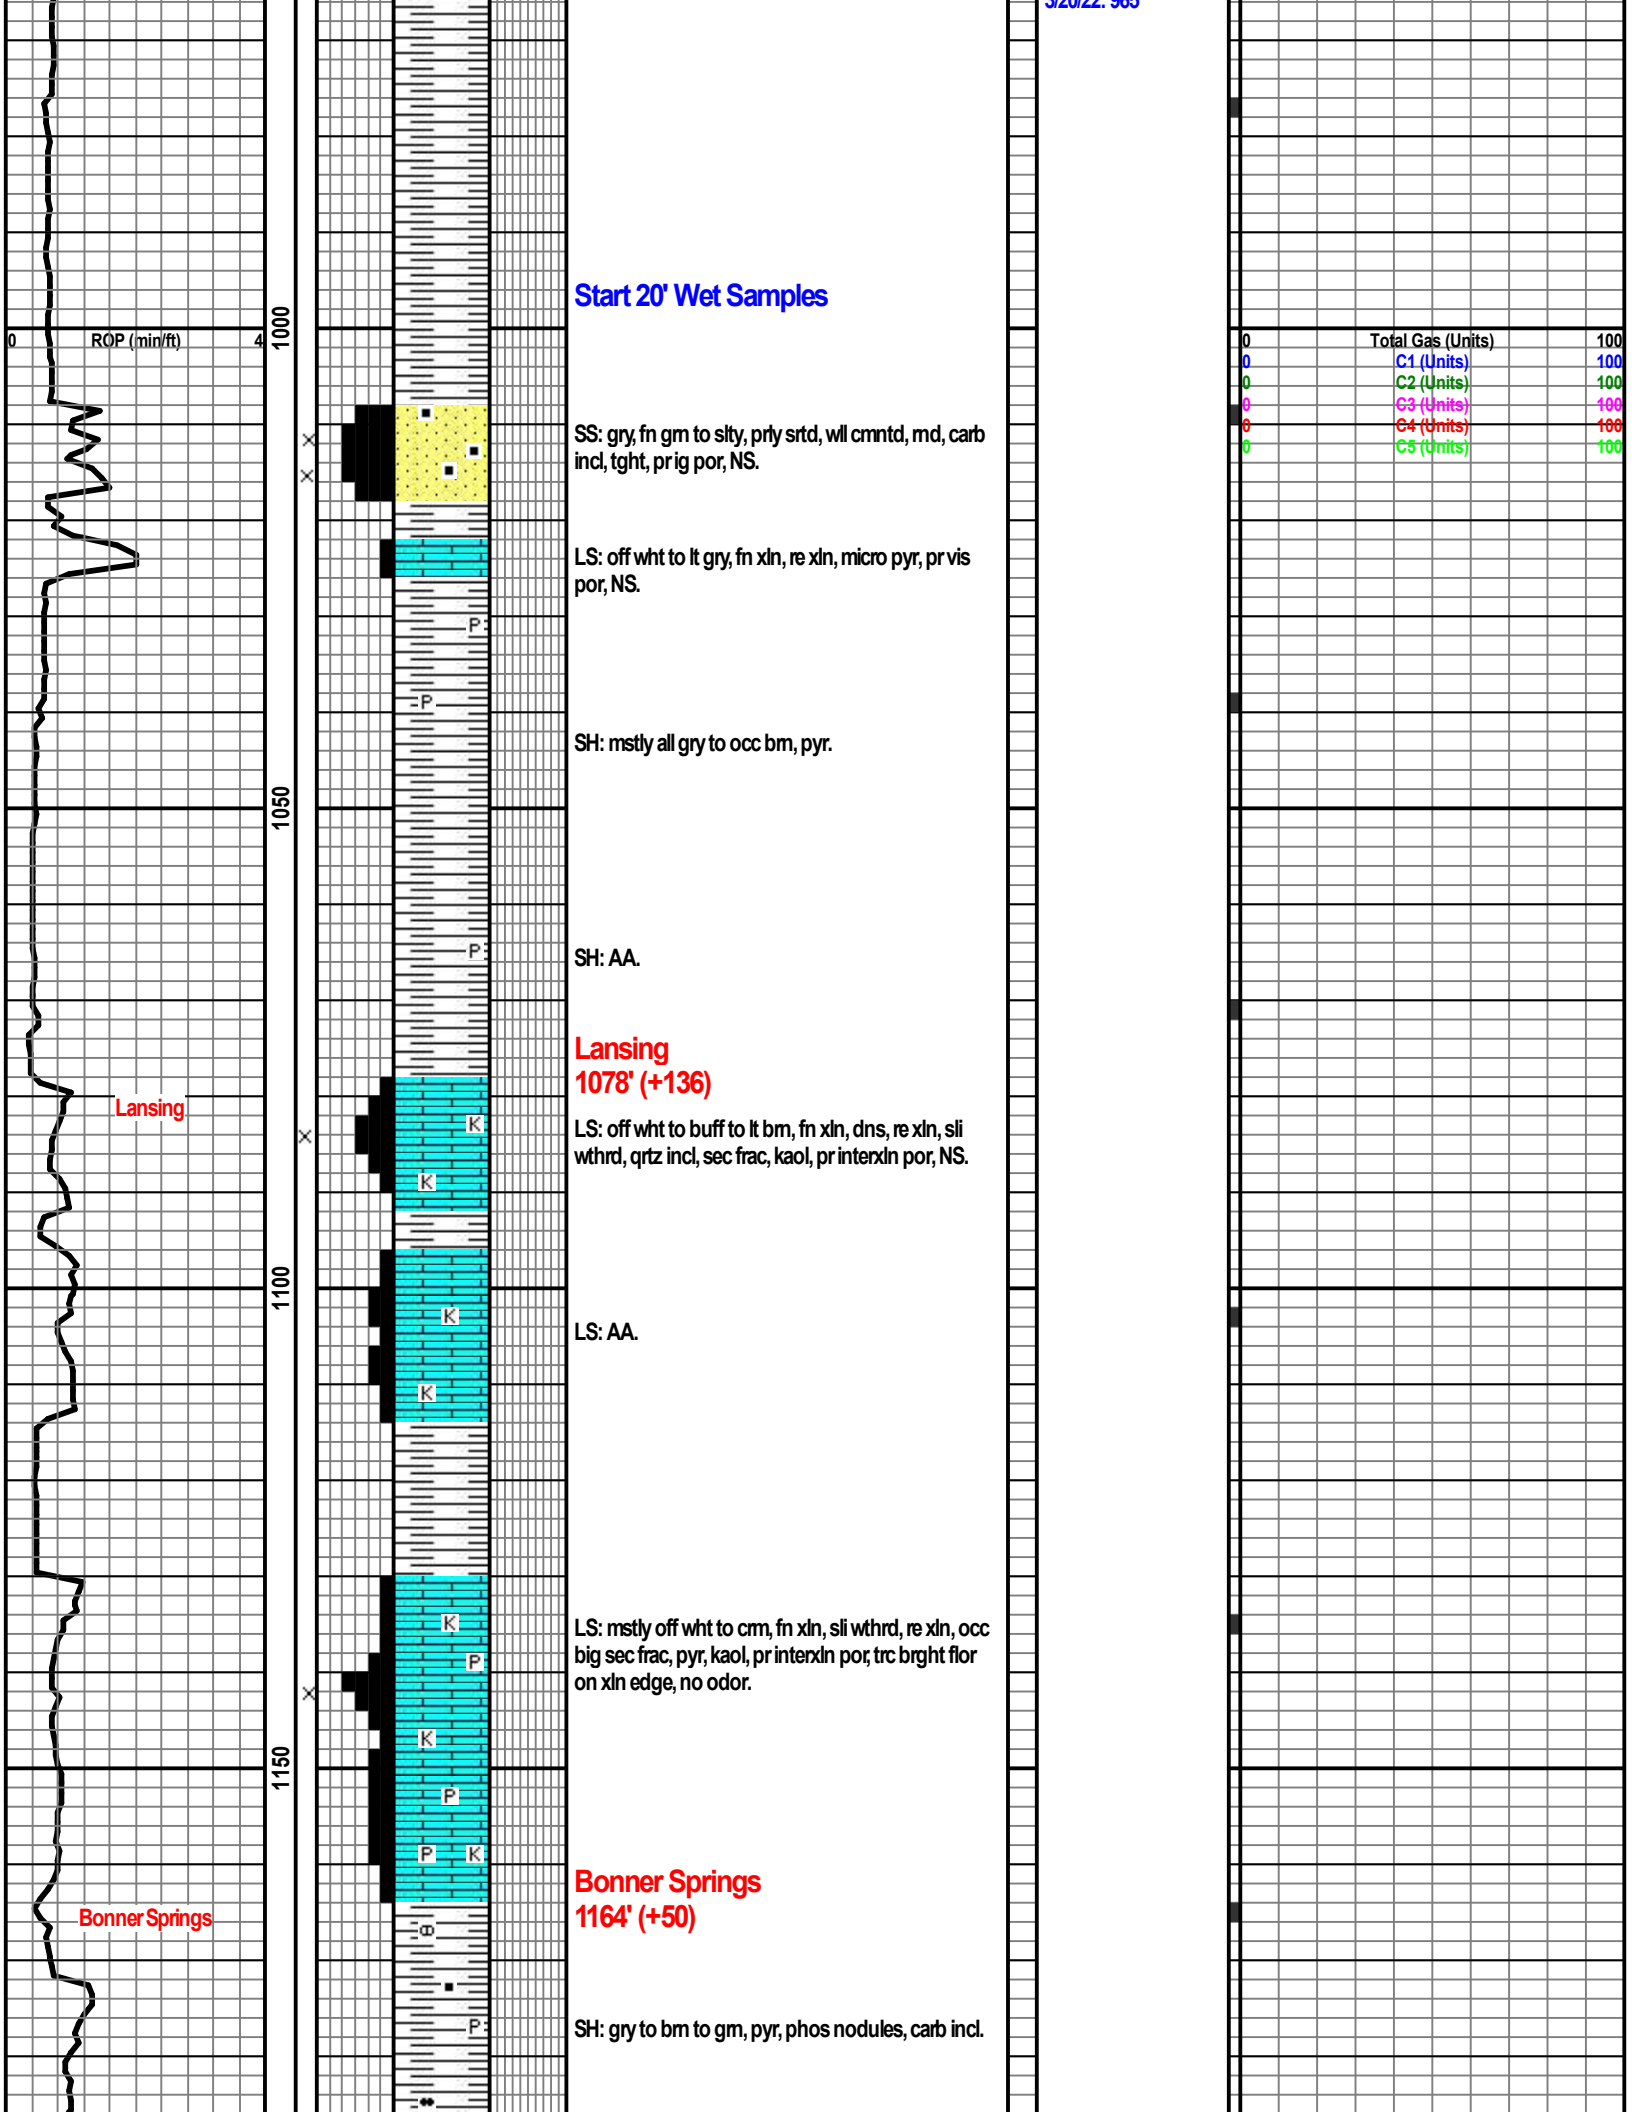 3/20/22: 965
Start 20' Wet Samples
1000
0 ROP (min/ft) 4
0 Total Gas (Units) 100
0 C1 (Units) 100
0 C2 (Units) 100
0 C3 (Units) 100
0 C4 (Units) 100
0 C5 (Units) 100
SS: gry, fn grn to slty, prly srtd, wll cmntd, rnd, carb
incl, tght, pr ig por, NS.
LS: off wht to lt gry, fn xln, re xln, micro pyr, pr vis
por, NS.
P
P
SH: mstly all gry to occ brn, pyr.
1050
P
SH: AA.
Lansing
1078' (+136)
Lansing
K
LS: off wht to buff to lt brn, fn xln, dns, re xln, sli
wthrd, qrtz incl, sec frac, kaol, pr interxln por, NS.
K
1100
K
LS: AA.
K
K
LS: mstly off wht to crm, fn xln, sli wthrd, re xln, occ
big sec frac, pyr, kaol, pr interxln por, trc brght flor
on xln edge, no odor.
P
K
1150
P
P K
Bonner Springs
1164' (+50)
Bonner Springs
P
SH: gry to brn to grn, pyr, phos nodules, carb incl.